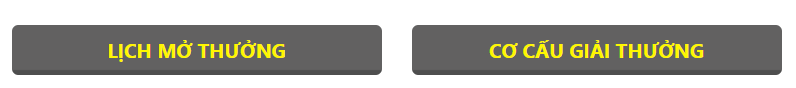 LỊCH MỞ THƯỞNG
CƠ CẤU GIẢI THƯỞNG